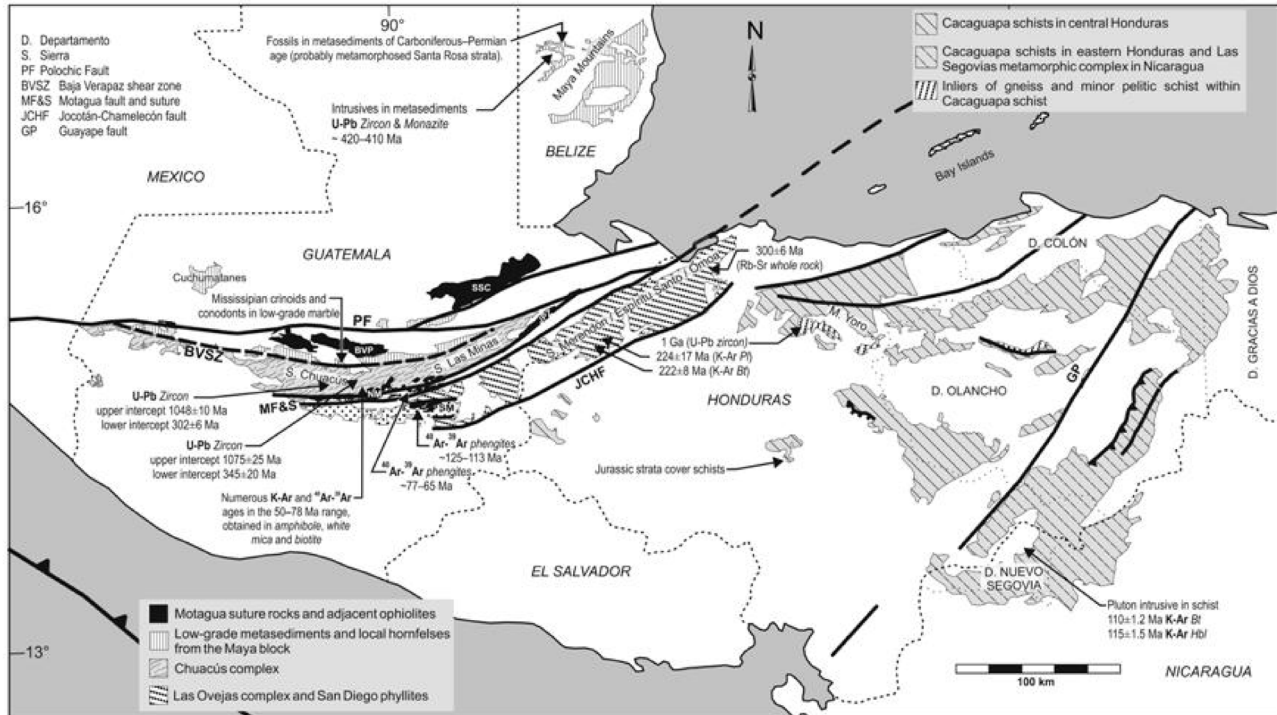 90°
16°
13°
D. Departamento
S. Sierra
PF Polochic Fault
BVSZ Baja Verapaz shear zone
MF&S Motagua fault and suture
JCHF Jocotán-Chamelecón fault
GP Guayape fault
Fossils in metasediments of Carboniferous–Permian
age (probably metamorphosed Santa Rosa strata).
Intrusives in metasediments
U-Pb Zircon & Monazite
~ 420–410 Ma
Maya Mountains
BELIZE
N
Cacaguapa schists in central Honduras
Cacaguapa schists in eastern Honduras and Las
Segovias metamorphic complex in Nicaragua
Inliers of gneiss and minor pelitic schist within
Cacaguapa schist
Bay Islands
MEXICO
GUATEMALA
Cuchumatanes
SSC
Mississipian crinoids and
conodonts in low-grade marble
PF
BVP
BVSZ
S. Chuacús
S. Las Minas
MF&S
SM
JCHF
S. Merendón / Espíritu Santo / Omoa
300±6 Ma
(Rb-Sr whole rock)
D. COLÓN
M. Yoro
1 Ga (U-Pb zircon)
224±17 Ma (K-Ar Pl)
222±8 Ma (K-Ar Bt)
HONDURAS
D. OLANCHO
GP
D. GRACIAS A DIOS
U-Pb Zircon
upper intercept 1048±10 Ma
lower intercept 302±6 Ma
U-Pb Zircon
upper intercept 1075±25 Ma
lower intercept 345±20 Ma
40Ar-39Ar phengites
~125–113 Ma
40Ar-39Ar phengites
~77–65 Ma
Numerous K-Ar and 40Ar-39Ar
ages in the 50–78 Ma range,
obtained in amphibole, white
mica and biotite
Jurassic strata cover schists
EL SALVADOR
D. NUEVO
SEGOVIA
Pluton intrusive in schist
110±1.2 Ma K-Ar Bt
115±1.5 Ma K-Ar Hbl
NICARAGUA
100 km
Motagua suture rocks and adjacent ophiolites
Low-grade metasediments and local hornfelses
from the Maya block
Chuacús complex
Las Ovejas complex and San Diego phyllites